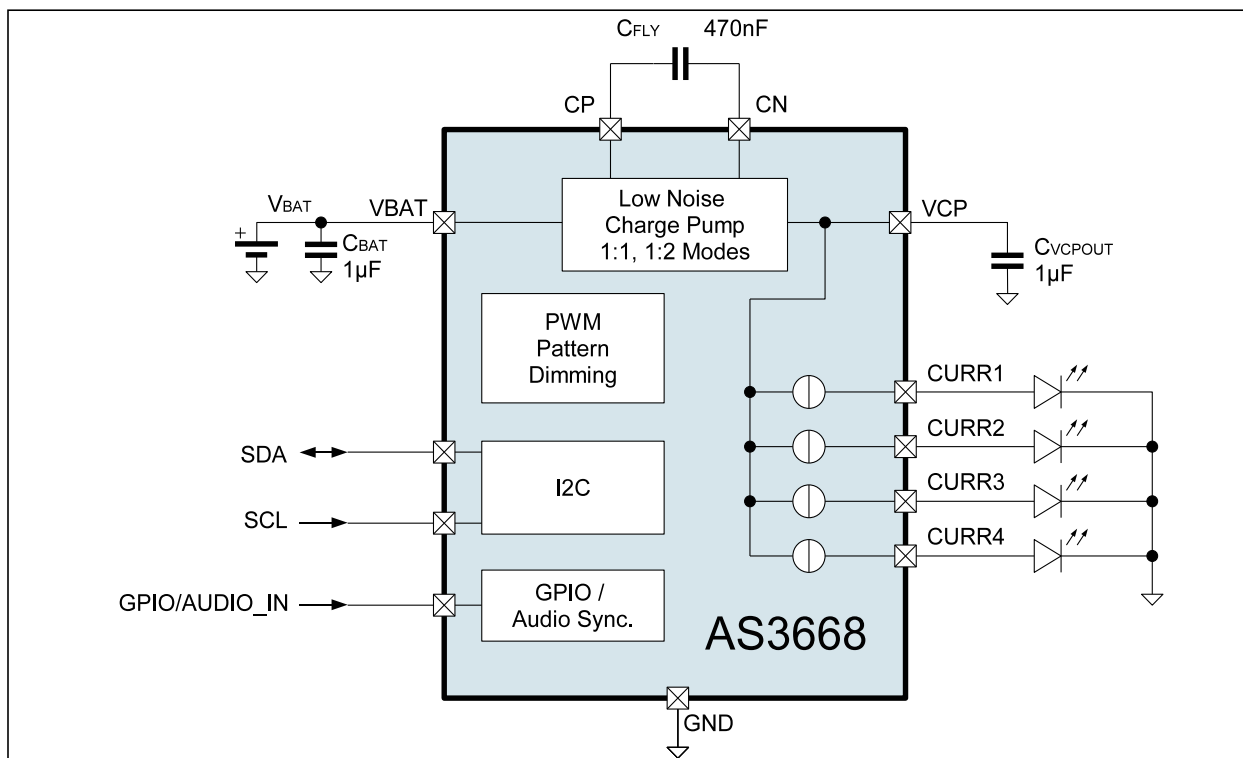 CFLY 470nF
CP
CN
VBAT
VBAT
+
CBAT
1µF
Low Noise
Charge Pump
1:1, 1:2 Modes
VCP
CVCPOUT
1µF
PWM
Pattern
Dimming
CURR1
CURR2
CURR3
CURR4
SDA
SCL
I2C
GPIO/AUDIO_IN
GPIO /
Audio Sync.
AS3668
GND